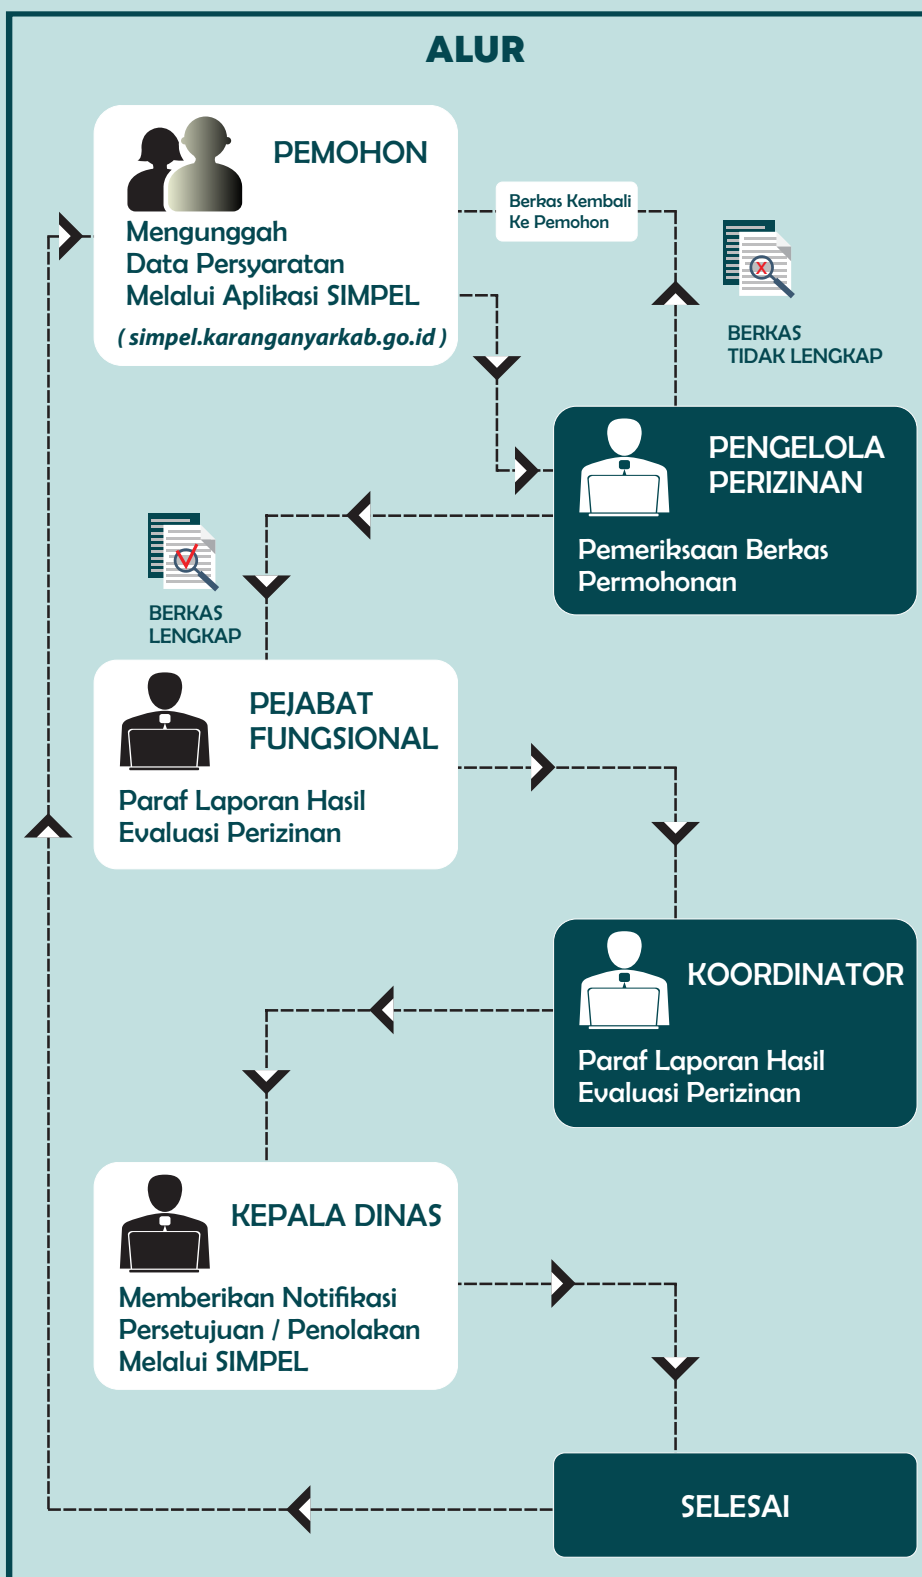 ALUR
PEMOHON
Mengunggah
Data Persyaratan
Melalui Aplikasi SIMPEL
( simpel.karanganyarkab.go.id )
Berkas Kembali
Ke Pemohon
X
BERKAS
TIDAK LENGKAP
PENGELOLA
PERIZINAN
Pemeriksaan Berkas
Permohonan
BERKAS
LENGKAP
PEJABAT
FUNGSIONAL
Paraf Laporan Hasil
Evaluasi Perizinan
KOORDINATOR
Paraf Laporan Hasil
Evaluasi Perizinan
KEPALA DINAS
Memberikan Notifikasi
Persetujuan / Penolakan
Melalui SIMPEL
SELESAI